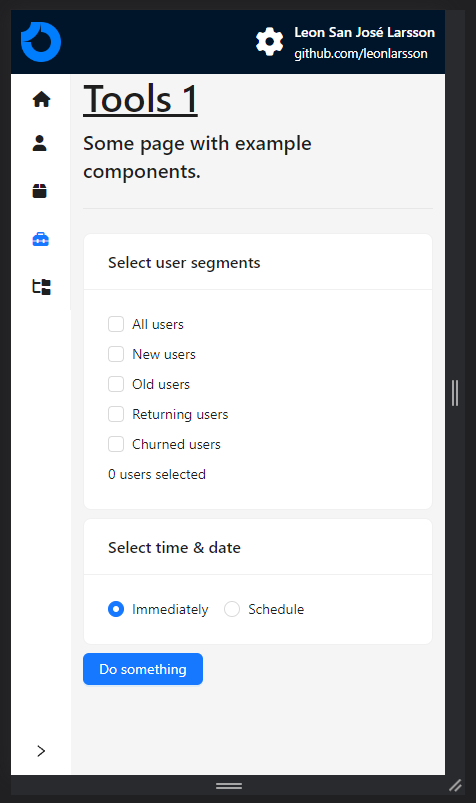 Leon San José Larsson
github.com/leonlarsson
Tools 1
Some page with example
components.
Select user segments
All users
New users
Old users
Returning users
Churned users
0 users selected
Select time & date
Immediately
Schedule
Do something